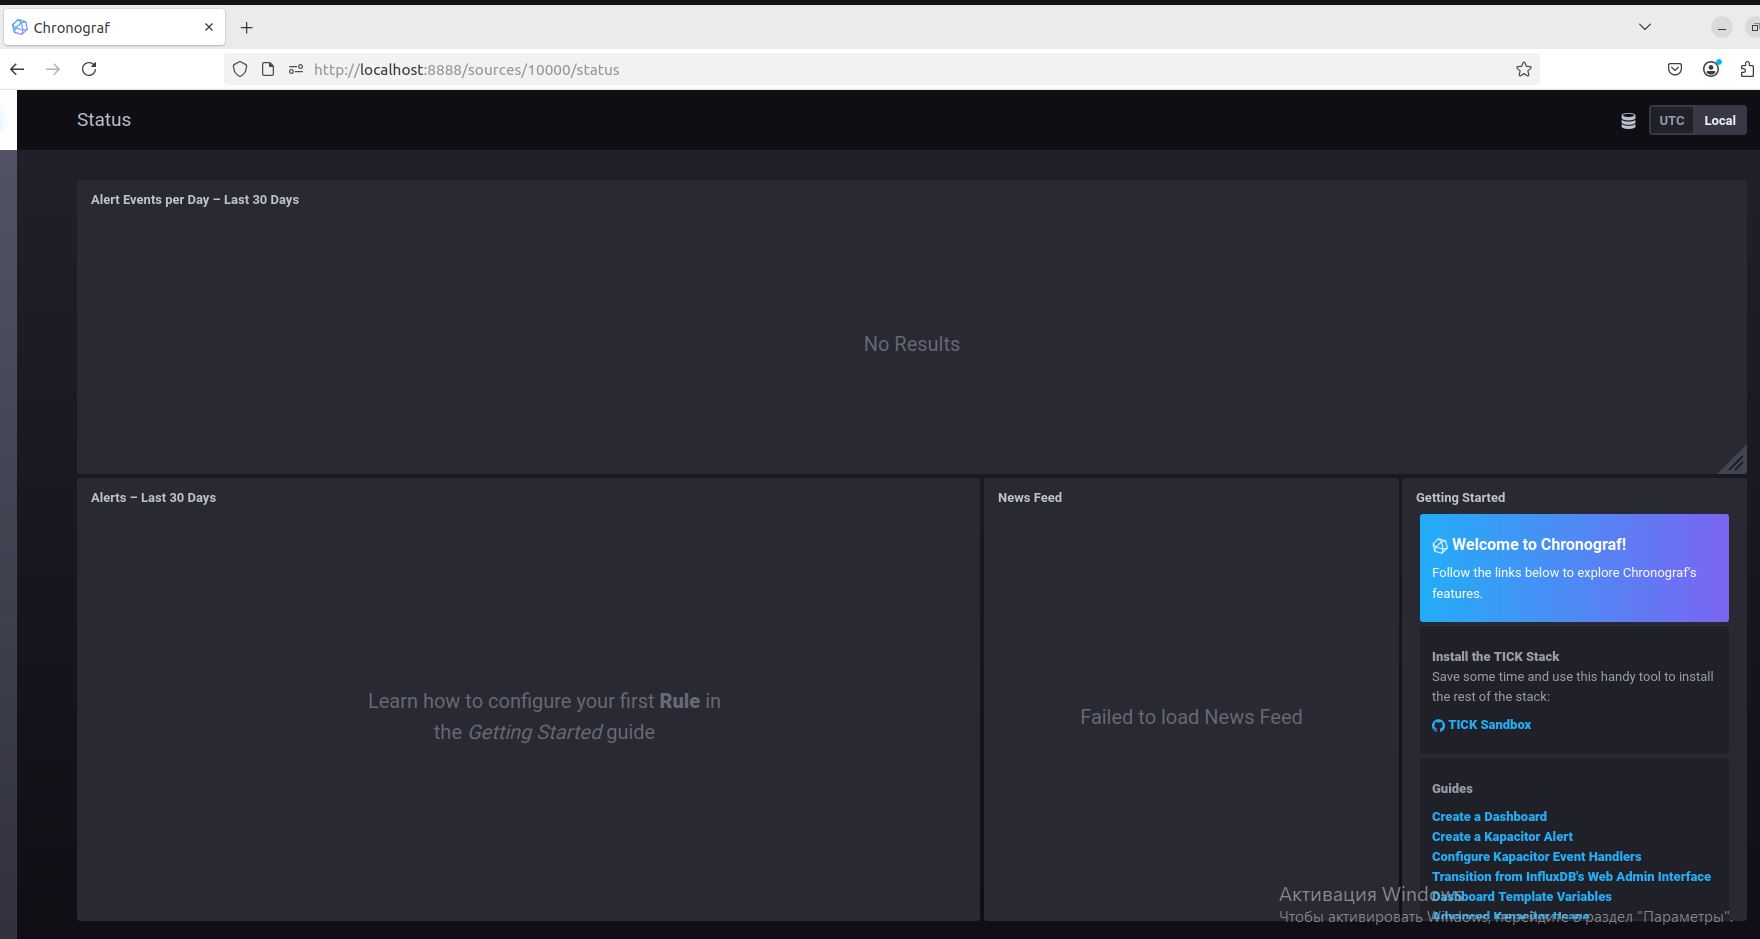 Chronograf
http://localhost:8888/sources/10000/status
Status
UTC
Local
Alert Events per Day – Last 30 Days
No Results
Alerts – Last 30 Days
Learn how to configure your first Rule in
the Getting Started guide
News Feed
Failed to load News Feed
Getting Started
Welcome to Chronograf!
Follow the links below to explore Chronograf's
features.
Install the TICK Stack
Save some time and use this handy tool to install
the rest of the stack:
TICK Sandbox
Guides
Create a Dashboard
Create a Kapacitor Alert
Configure Kapacitor Event Handlers
Transition from InfluxDB's Web Admin Interface
Dashboard Template Variables
Advanced Kapacitor Usage
Активация Windows
Чтобы активировать Windows, перейдите в раздел "Параметры".